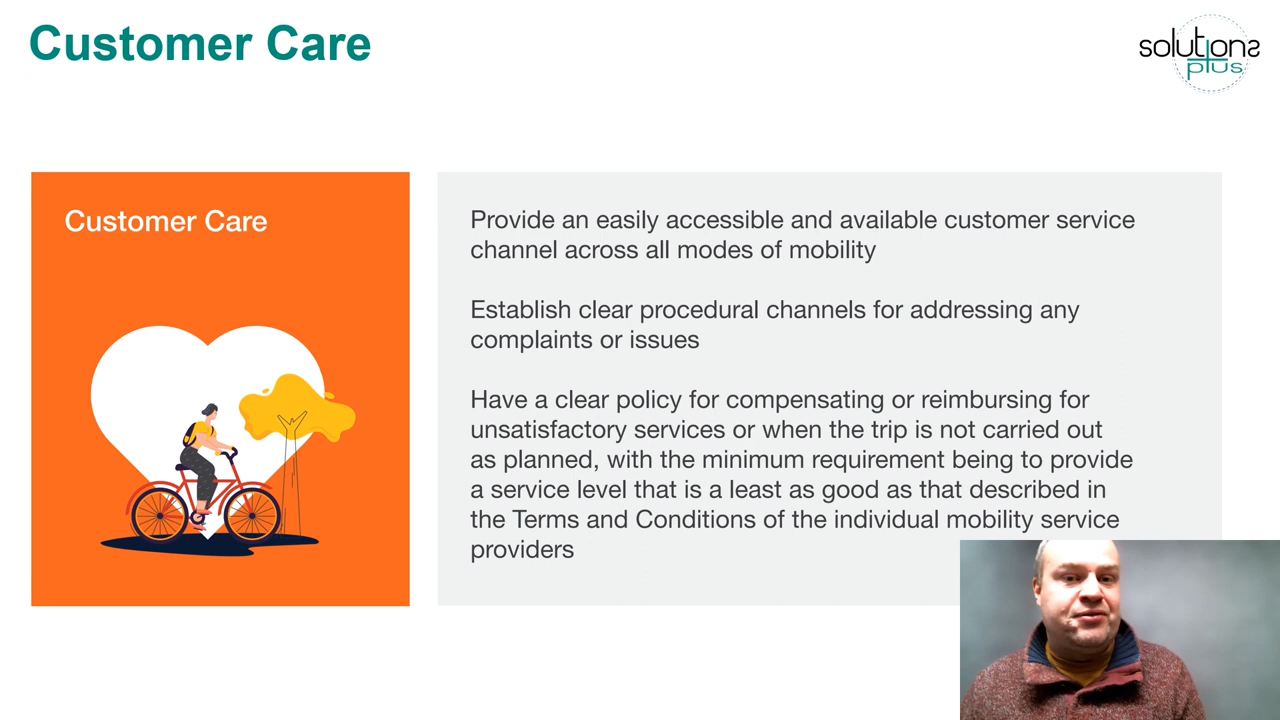 Customer Care
solutions
plus
Customer Care
Provide an easily accessible and available customer service
channel across all modes of mobility
Establish clear procedural channels for addressing any
complaints or issues
Have a clear policy for compensating or reimbursing for
unsatisfactory services or when the trip is not carried out
as planned, with the minimum requirement being to provide
a service level that is a least as good as that described in
the Terms and Conditions of the individual mobility service
providers